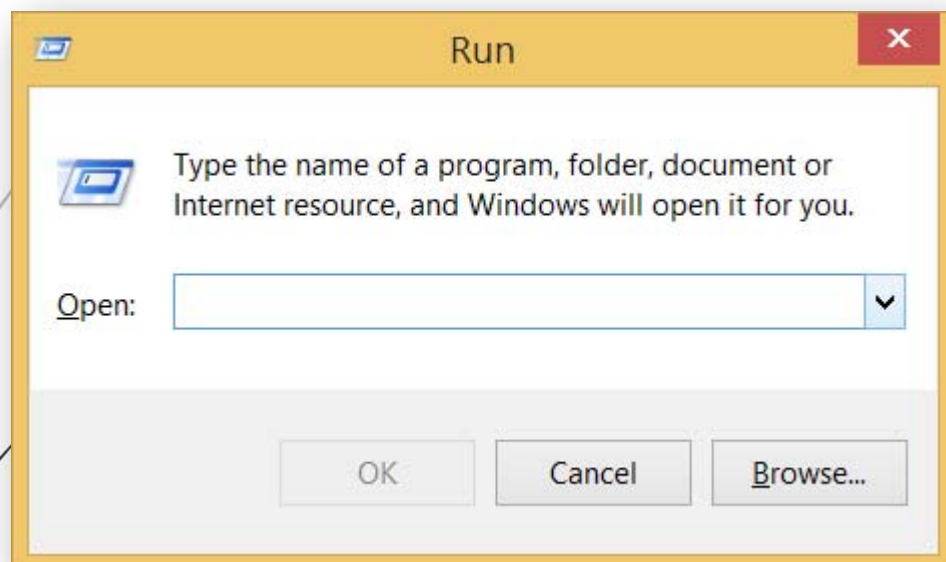 Run
Type the name of a program, folder, document or
Internet resource, and Windows will open it for you.
Open:
OK
Cancel
Browse...